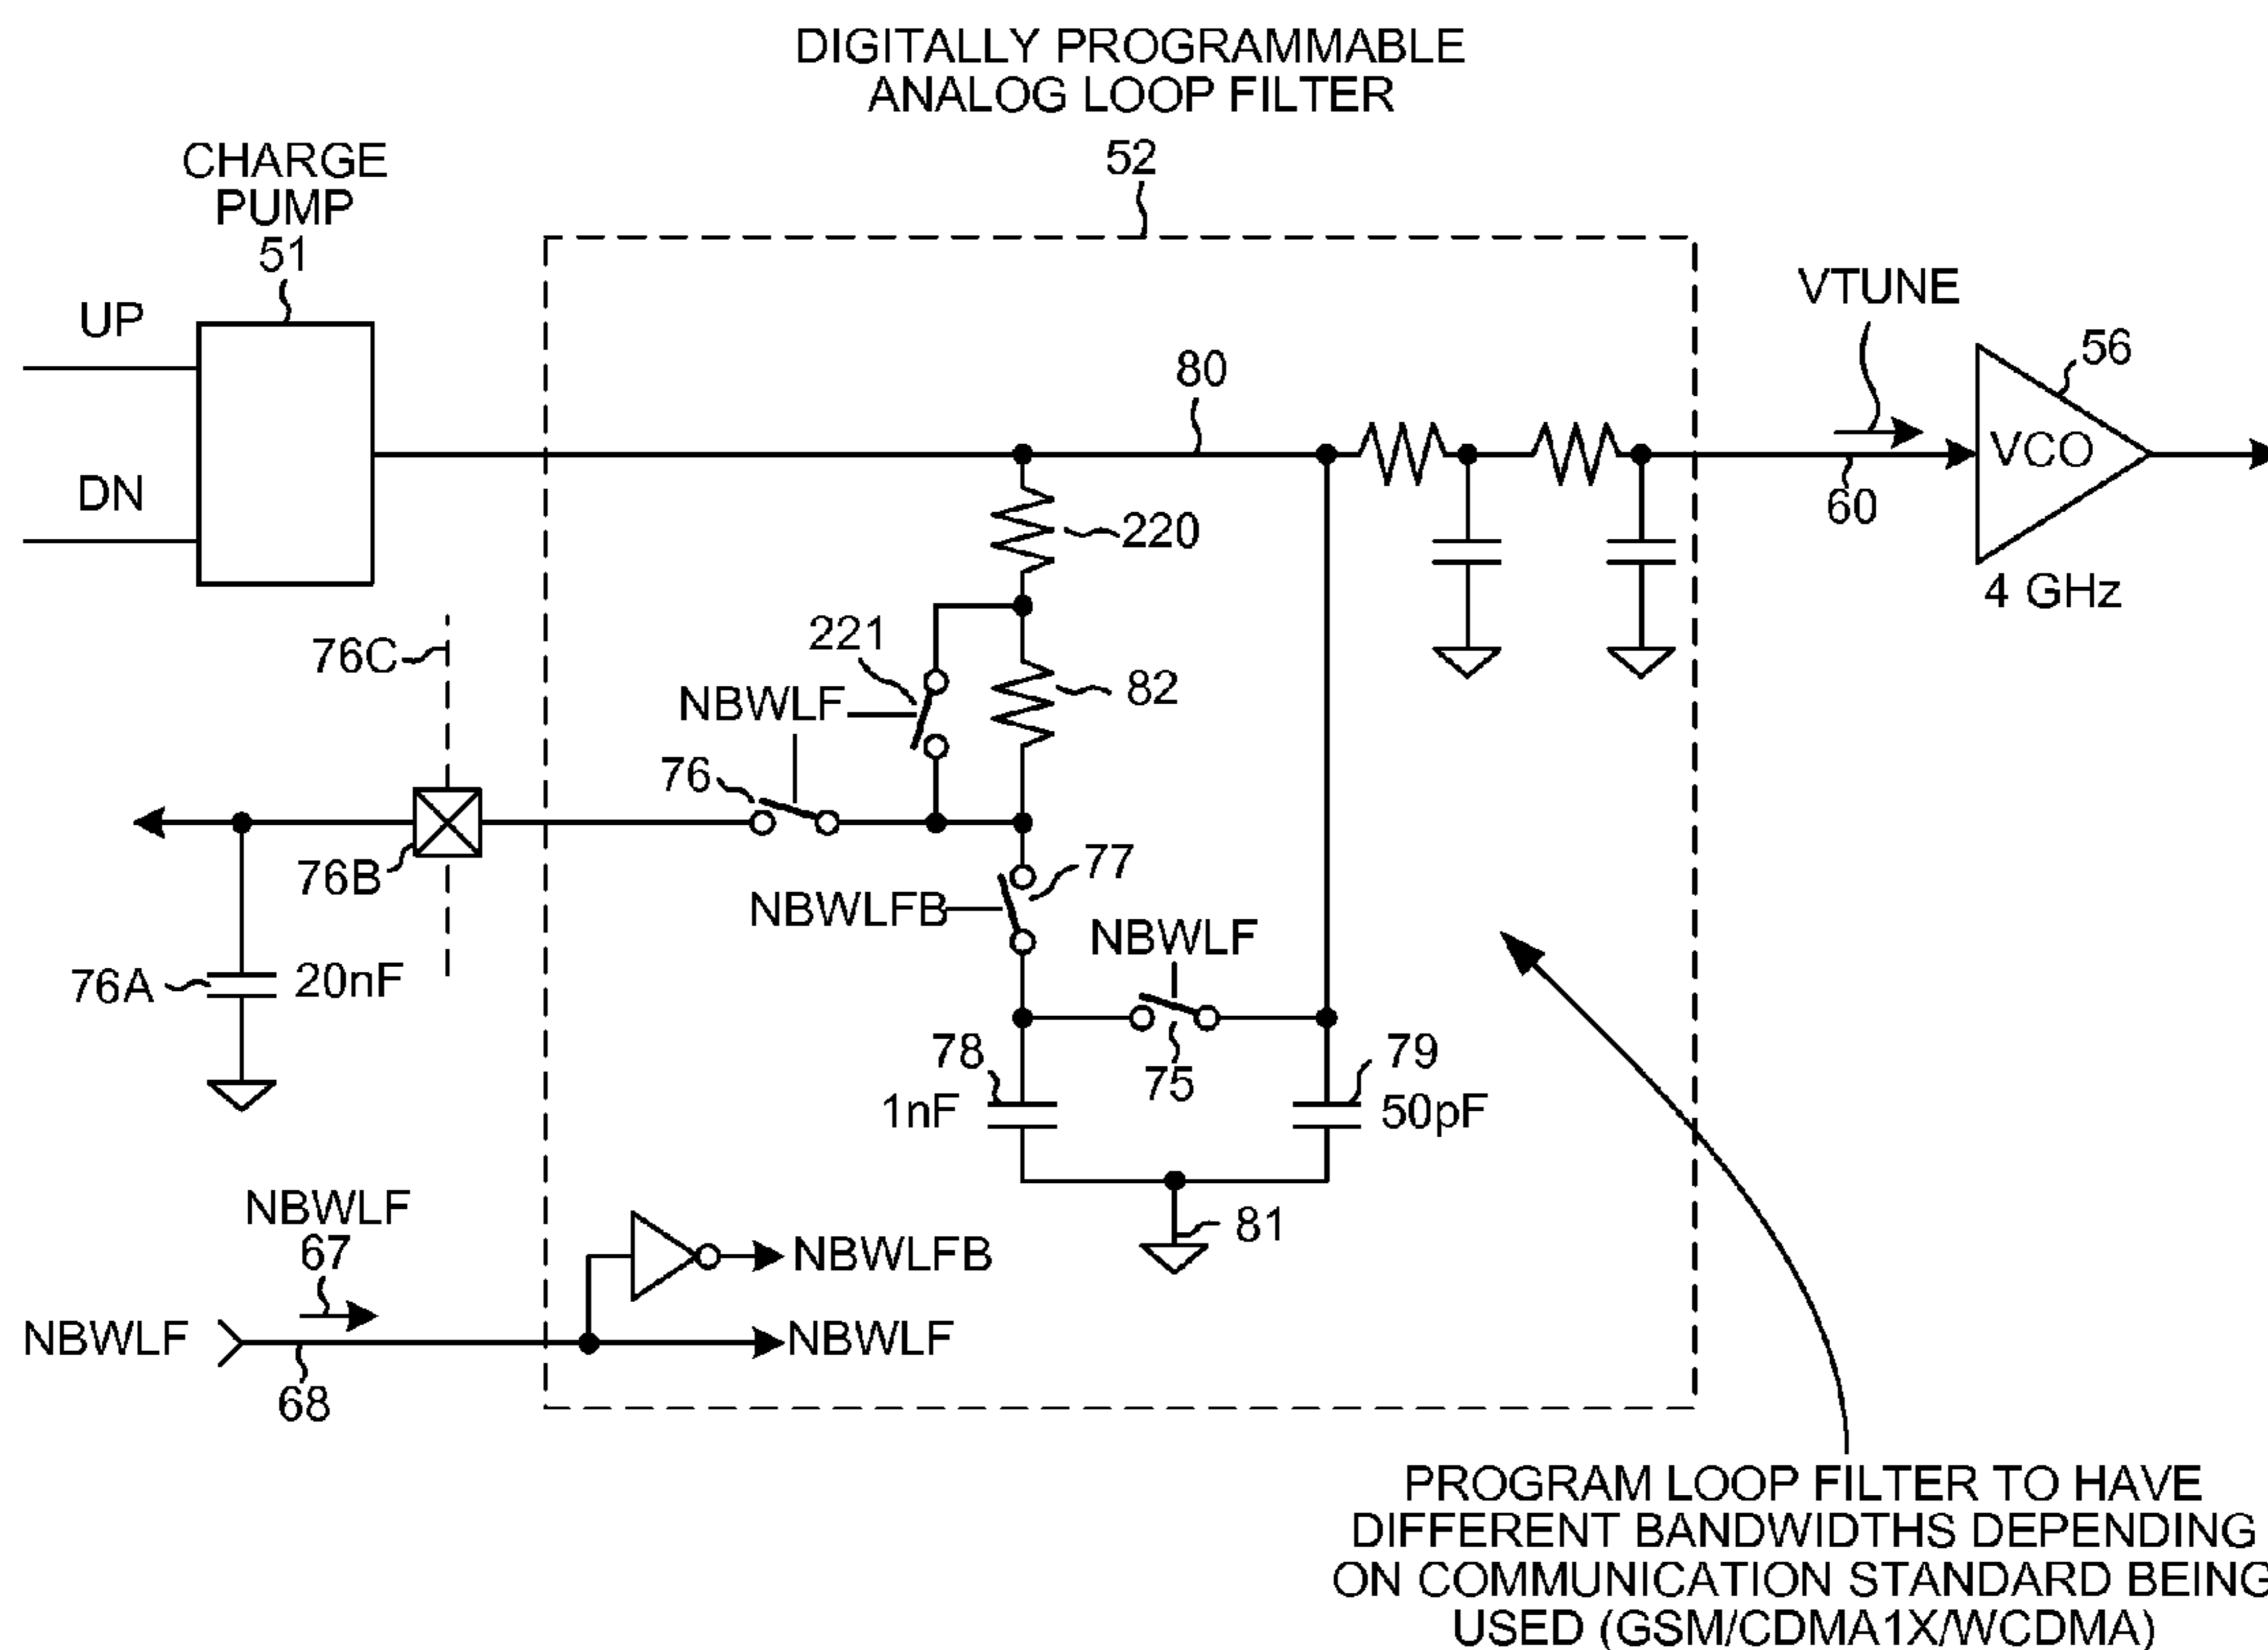 DIGITALLY PROGRAMMABLE
ANALOG LOOP FILTER
52
CHARGE
PUMP
51
UP
DN
80
VTUNE
56
VCO
60
4 GHz
220
76C
221
82
NBWLF
76
76B
77
NBWLFB
NBWLF
76A
20nF
78
1nF
75
79
50pF
81
NBWLF
67
NBWLFB
NBWLF
NBWLF
68
PROGRAM LOOP FILTER TO HAVE
DIFFERENT BANDWIDTHS DEPENDING
ON COMMUNICATION STANDARD BEING
USED (GSM/CDMA1X/WCDMA)